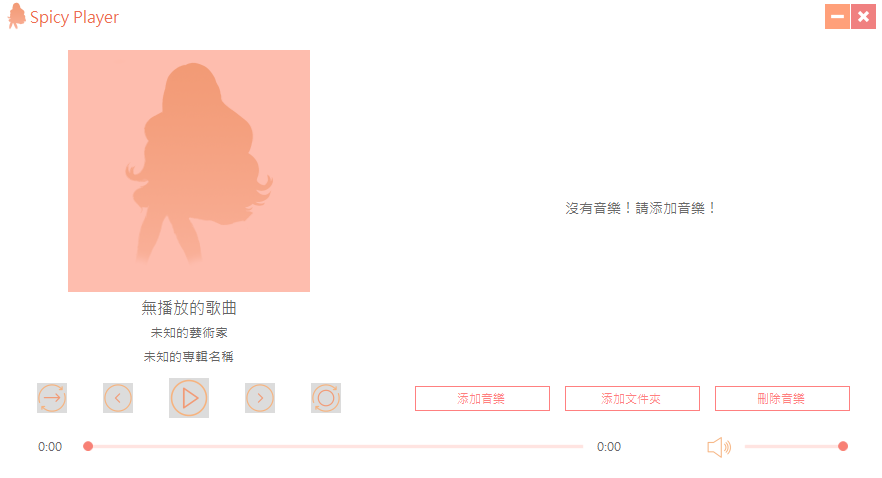 Spicy Player
沒有音樂！請添加音樂！
無播放的歌曲
未知的藝術家
未知的專輯名稱
添加音樂
添加文件夾
刪除音樂
0:00
0:00